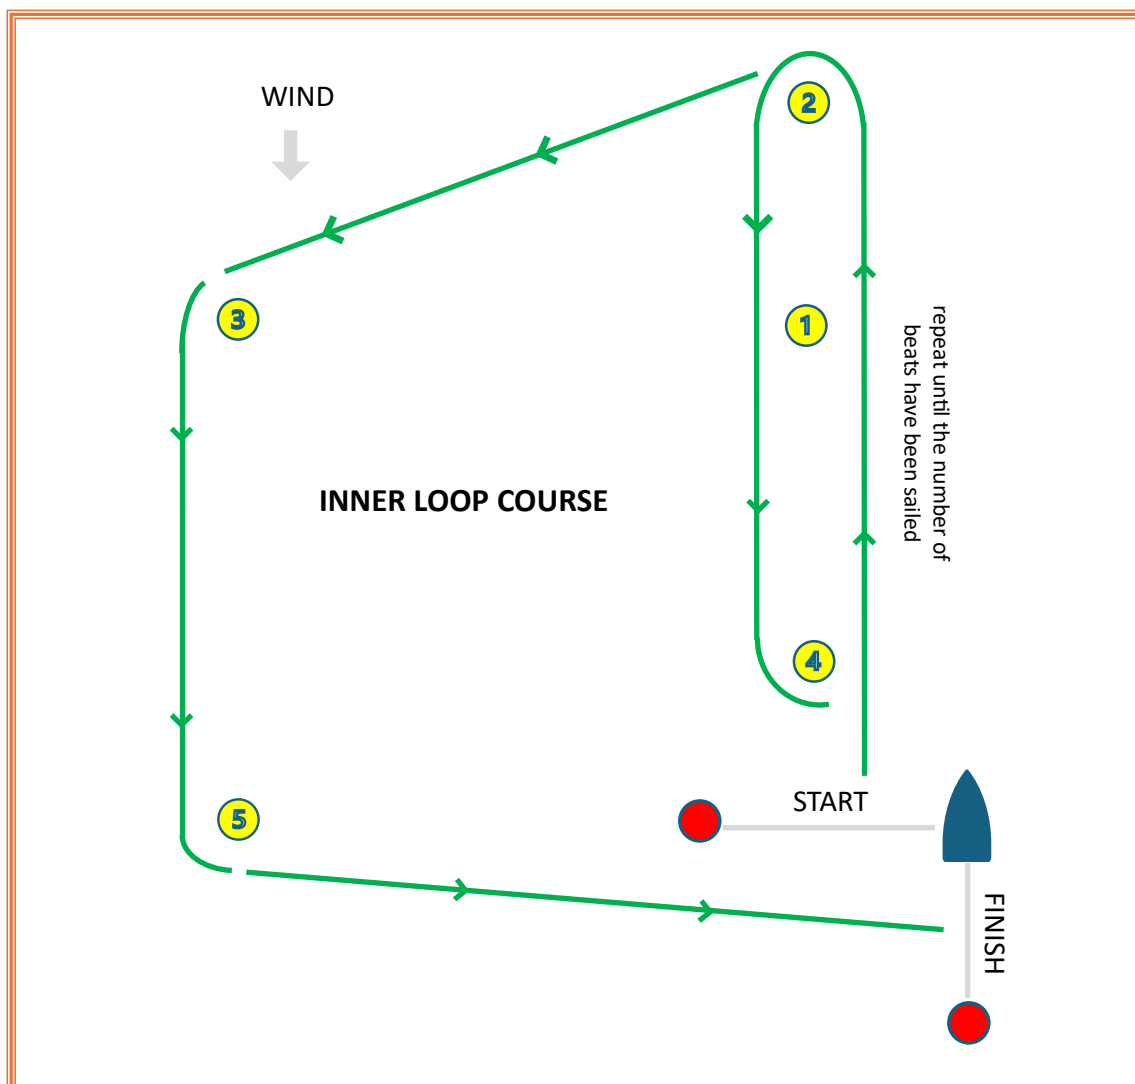 WIND
2
3
1
repeat until the number of
beats have been sailed
INNER LOOP COURSE
4
START
5
FINISH